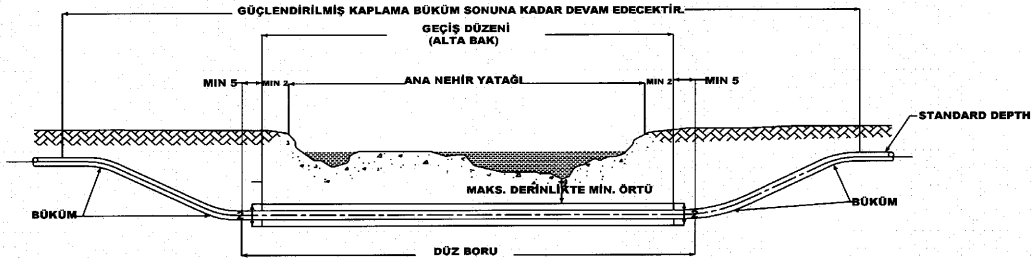 GÜÇLENDİRİLMİŞ KAPLAMA BÜKÜM SONUNA KADAR DEVAM EDECEKTİR.
GEÇİŞ DÜZENİ
(ALTA BAK)
MIN 5
MIN 2
ANA NEHİR YATAĞI
MIN 2
MIN 5
STANDARD DEPTH
MAKS. DERİNLİKTE MİN. ÖRTÜ
BÜKÜM
BÜKÜM
DÜZ BORU